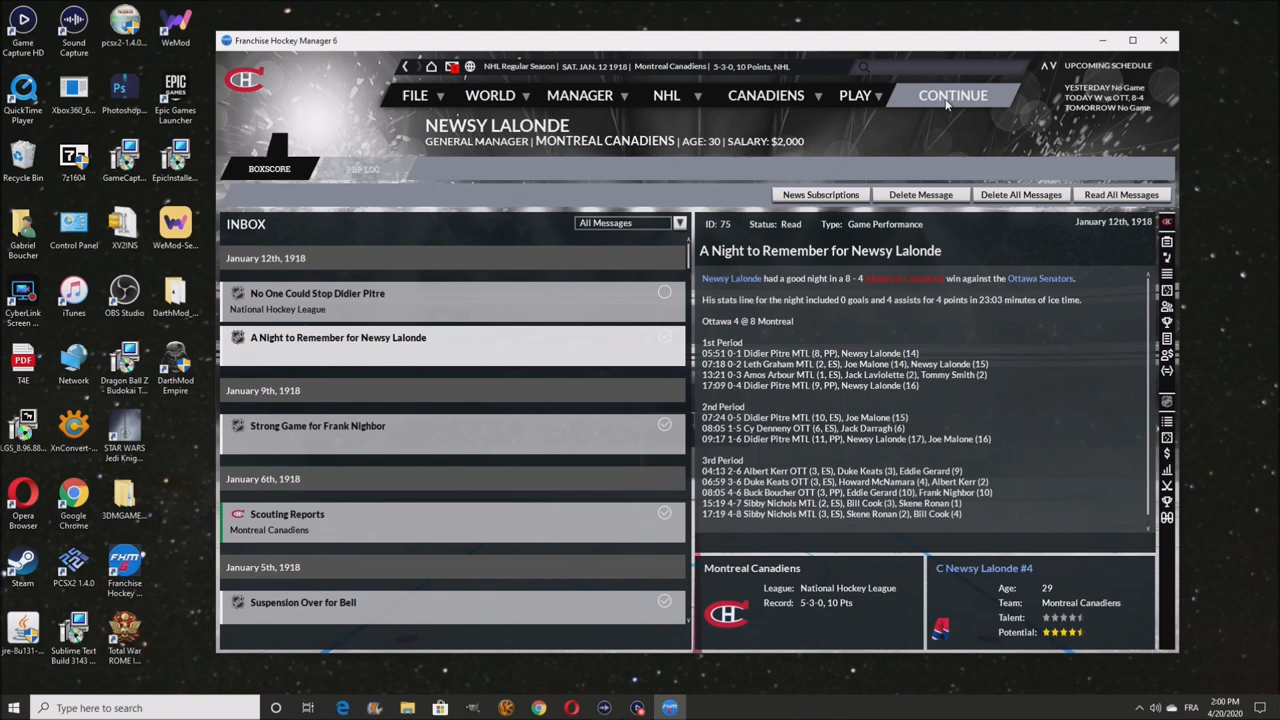 Game Capture HD
Sound Capture
pcsx2-1.4.0...
WeMod
QuickTime Player
Xbox360_6...
Photoshop...
Epic Games Launcher
Recycle Bin
7z1604
GameCapt...
EpicInstalle...
Gabriel Boucher
Control Panel
XV2INS
WeMod-Se...
CyberLink Screen ...
iTunes
OBS Studio
DarthMod_...
T4E
Network
Dragon Ball Z - Budokai T...
DarthMod Empire
LGS_8.96.88...
XnConvert-...
STAR WARS Jedi Knig...
Opera Browser
Google Chrome
3DMGAME...
Steam
PCSX2 1.4.0
Franchise Hockey ...
jre-8u131-...
Sublime Text Build 3143 ...
Total War ROME I...
Franchise Hockey Manager 6
NHL Regular Season | SAT. JAN. 12 1918 | Montreal Canadiens | 5-3-0, 10 Points, NHL
UPCOMING SCHEDULE
YESTERDAY No Game
TODAY W vs OTT, 8-4
TOMORROW No Game
FILE WORLD MANAGER NHL CANADIENS PLAY CONTINUE
NEWSY LALONDE
GENERAL MANAGER | MONTREAL CANADIENS | AGE: 30 | SALARY: $2,000
BOXSCORE PBP LOG
News Subscriptions Delete Message Delete All Messages Read All Messages
INBOX
All Messages
January 12th, 1918
No One Could Stop Didier Pitre
National Hockey League
A Night to Remember for Newsy Lalonde
January 9th, 1918
Strong Game for Frank Nighbor
January 6th, 1918
Scouting Reports
Montreal Canadiens
January 5th, 1918
Suspension Over for Bell
ID: 75 Status: Read Type: Game Performance January 12th, 1918
A Night to Remember for Newsy Lalonde
Newsy Lalonde had a good night in a 8 - 4 Montreal Canadiens win against the Ottawa Senators.
His stats line for the night included 0 goals and 4 assists for 4 points in 23:03 minutes of ice time.
Ottawa 4 @ 8 Montreal
1st Period
05:51 0-1 Didier Pitre MTL (8, PP), Newsy Lalonde (14)
07:18 0-2 Leth Graham MTL (2, ES), Joe Malone (14), Newsy Lalonde (15)
13:21 0-3 Amos Arbour MTL (1, ES), Jack Laviolette (2), Tommy Smith (2)
17:09 0-4 Didier Pitre MTL (9, PP), Newsy Lalonde (16)
2nd Period
07:24 0-5 Didier Pitre MTL (10, ES), Joe Malone (15)
08:05 1-5 Cy Denneny OTT (6, ES), Jack Darragh (6)
09:17 1-6 Didier Pitre MTL (11, PP), Newsy Lalonde (17), Joe Malone (16)
3rd Period
04:13 2-6 Albert Kerr OTT (3, ES), Duke Keats (3), Eddie Gerard (9)
06:59 3-6 Duke Keats OTT (3, ES), Howard McNamara (4), Albert Kerr (2)
08:05 4-6 Buck Boucher OTT (3, PP), Eddie Gerard (10), Frank Nighbor (10)
15:19 4-7 Sibby Nichols MTL (2, ES), Bill Cook (3), Skene Ronan (1)
17:19 4-8 Sibby Nichols MTL (3, ES), Skene Ronan (2), Bill Cook (4)
Montreal Canadiens
League: National Hockey League
Record: 5-3-0, 10 Pts
C Newsy Lalonde #4
Age: 29
Team: Montreal Canadiens
Talent:
Potential:
Type here to search
FRA
2:00 PM
4/20/2020